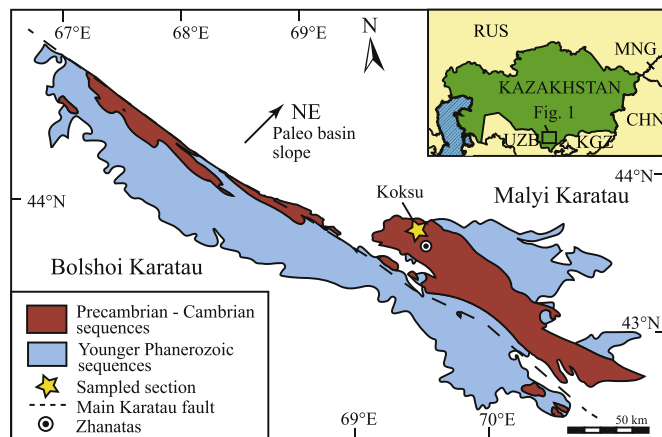 67°E
68°E
N
RUS
MNG
KAZAKHSTAN
Fig. 1
CHN
UZB
KGZ
NE
Paleo basin
slope
44°N
44°N
Koksu
Malyi Karatau
Bolshoi Karatau
43°N
Precambrian - Cambrian
sequences
Younger Phanerozoic
sequences
Sampled section
Main Karatau fault
Zhanatas
69°E
70°E
50 km